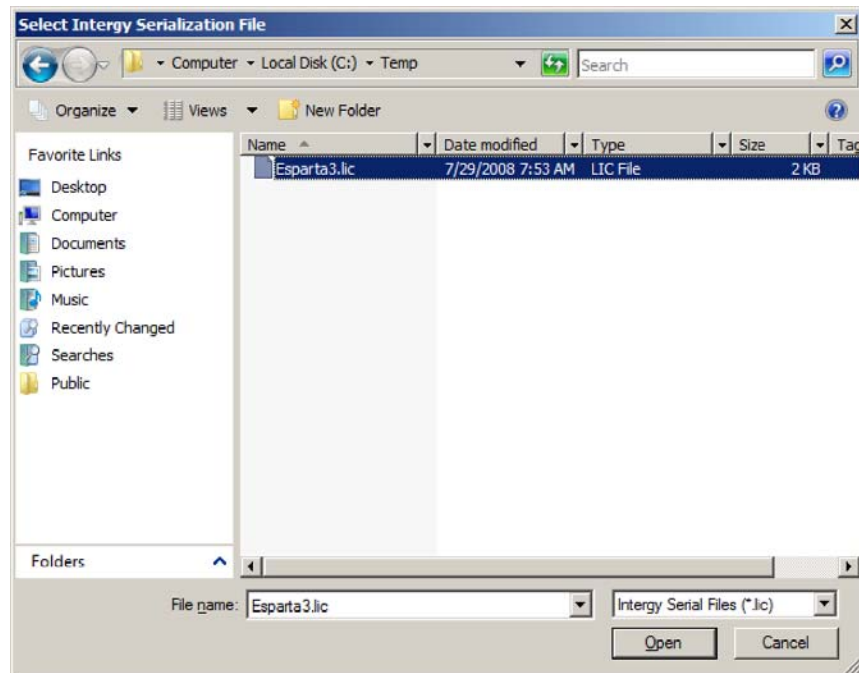 Select Intergy Serialization File
Computer Local Disk (C:) Temp Search
Organize Views New Folder
Favorite Links
Desktop
Computer
Documents
Pictures
Music
Recently Changed
Searches
Public
Folders
Name Date modified Type Size Tag
Esparta3.lic 7/29/2008 7:53 AM LIC File 2 KB
File name: Esparta3.lic Intergy Serial Files (*.lic)
Open Cancel